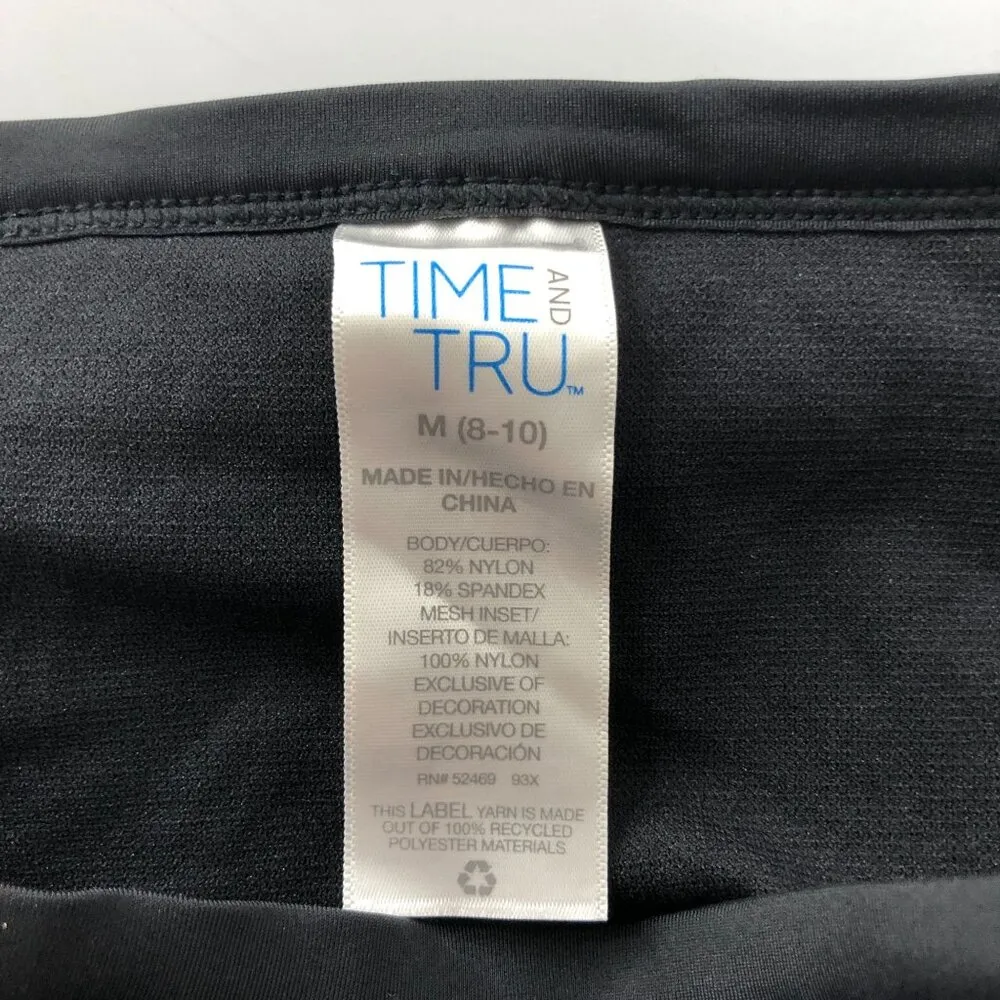 TIME AND
TRU™
M (8-10)
MADE IN/HECHO EN
CHINA
BODY/CUERPO:
82% NYLON
18% SPANDEX
MESH INSET/
INSERTO DE MALLA:
100% NYLON
EXCLUSIVE OF
DECORATION
EXCLUSIVO DE
DECORACIÓN
RN# 52469 93X
THIS LABEL YARN IS MADE
OUT OF 100% RECYCLED
POLYESTER MATERIALS